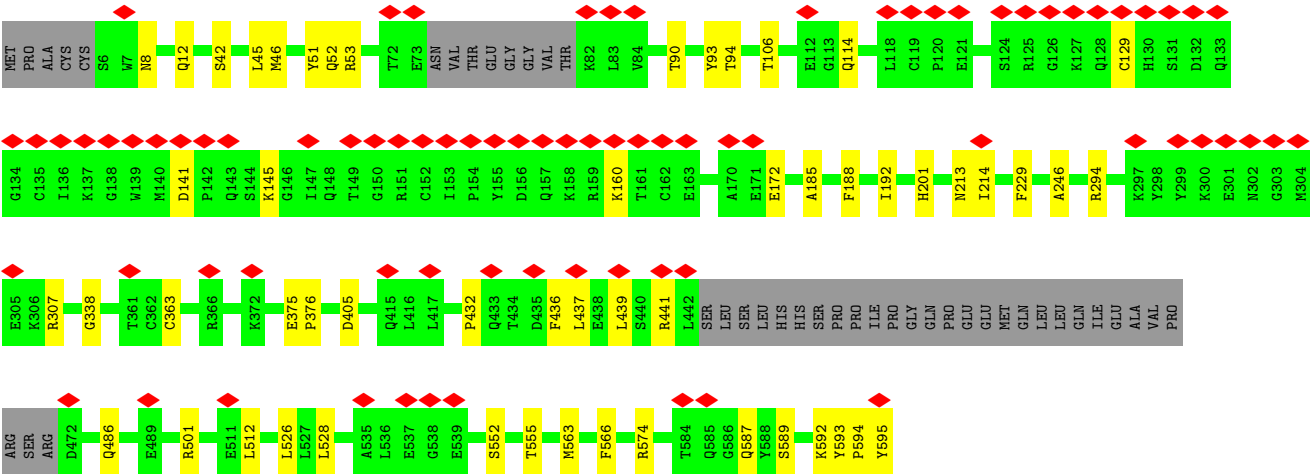 MET PRO ALA CYS CYS S6 W7 N8 Q12 S42 L45 M46 Y51 Q52 R53 T72 E73 ASN VAL THR GLU GLY GLY VAL THR K82 L83 V84 T90 Y93 T94 T106 E112 G113 Q114 L118 C119 P120 E121 S124 R125 G126 K127 Q128 C129 H130 S131 D132 Q133
G134 C135 I136 K137 G138 W139 M140 D141 P142 Q143 S144 K145 G146 I147 Q148 T149 G150 R151 C152 I153 P154 Y155 D156 Q157 K158 R159 K160 T161 C162 E163 A170 E171 E172 A185 F188 I192 H201 N213 I214 F229 A246 R294 K297 Y298 Y299 K300 E301 N302 G303 M304
E305 K306 R307 G338 T361 C362 C363 R366 K372 E375 P376 D405 Q415 L416 L417 P432 Q433 T434 D435 F436 L437 E438 L439 S440 R441 L442 SER LEU SER LEU HIS HIS SER PRO PRO ILE PRO GLY GLN PRO GLU GLU MET GLN LEU LEU GLN ILE GLU ALA VAL PRO
ARG SER ARG D472 Q486 E489 R501 E511 L512 L526 L527 L528 A535 L536 E537 G538 E539 S552 T555 M563 F566 R574 T584 Q585 G586 Q587 Y588 S589 K592 Y593 P594 Y595